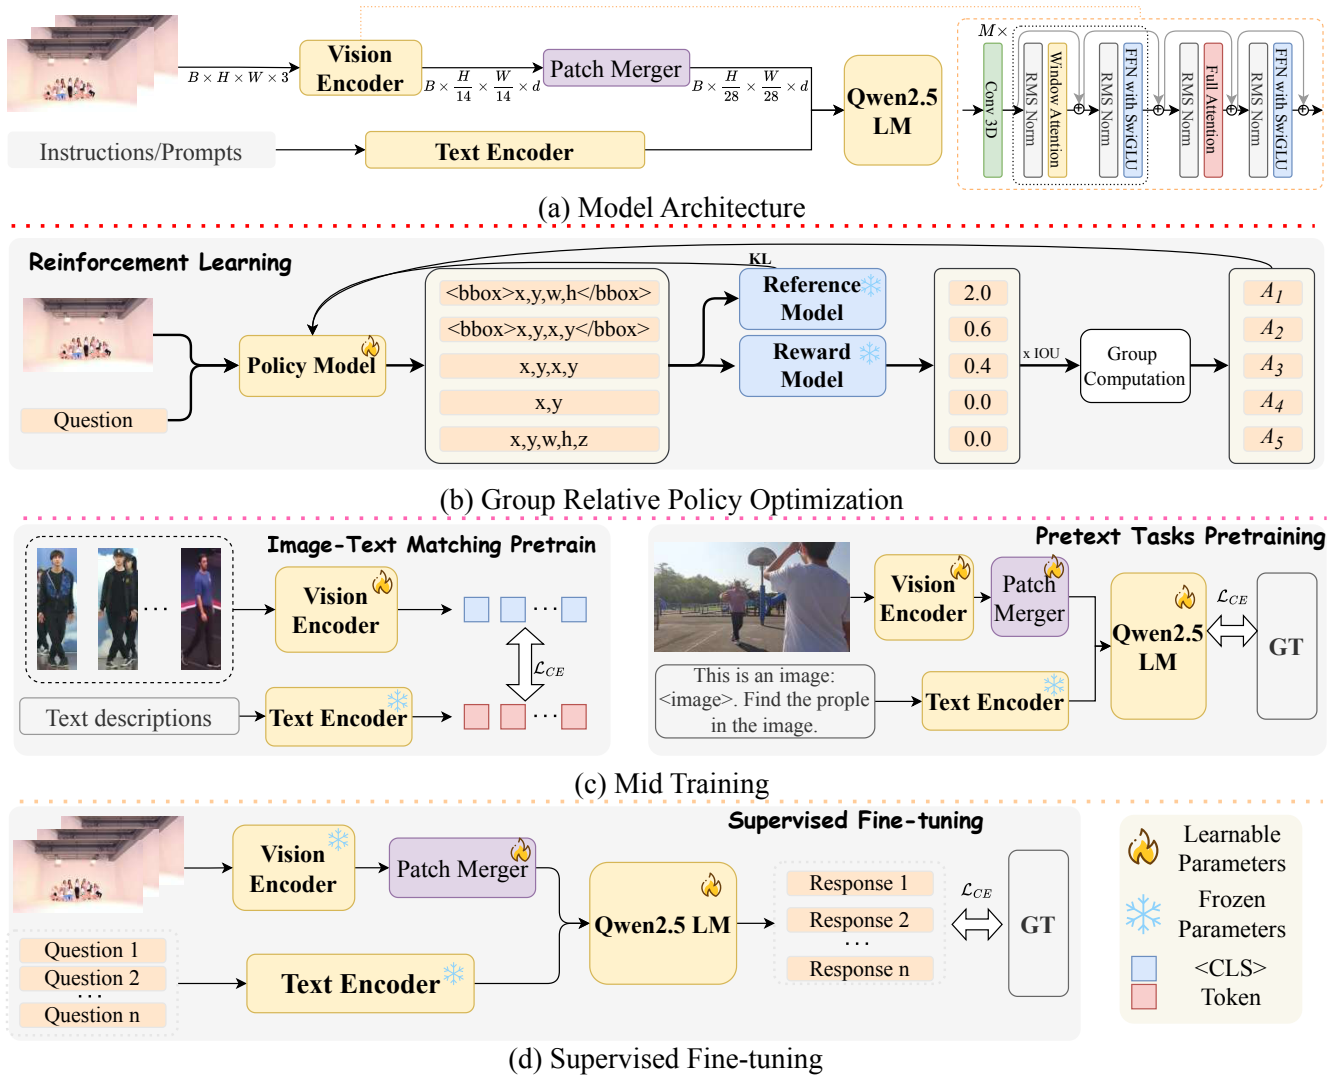 B × H × W × 3
Vision
Encoder
B × H/14 × W/14 × d
Patch Merger
B × H/28 × W/28 × d
Qwen2.5
LM
Instructions/Prompts
Text Encoder
M×
Conv 3D
RMS Norm
Window Attention
RMS Norm
FFN with SwiGLU
RMS Norm
Full Attention
RMS Norm
FFN with SwiGLU
(a) Model Architecture
Reinforcement Learning
Question
Policy Model
<bbox>x,y,w,h</bbox>
<bbox>x,y,x,y</bbox>
x,y,x,y
x,y
x,y,w,h,z
KL
Reference
Model
Reward
Model
2.0
0.6
0.4
0.0
0.0
x IOU
Group
Computation
A1
A2
A3
A4
A5
(b) Group Relative Policy Optimization
Image-Text Matching Pretrain
...
Vision
Encoder
...
ℒCE
Text descriptions
Text Encoder
...
Pretext Tasks Pretraining
Vision
Encoder
Patch
Merger
Qwen2.5
LM
ℒCE
GT
This is an image:
<image>. Find the prople
in the image.
Text Encoder
(c) Mid Training
Supervised Fine-tuning
Vision
Encoder
Patch Merger
Question 1
Question 2
...
Question n
Text Encoder
Qwen2.5 LM
Response 1
Response 2
...
Response n
ℒCE
GT
Learnable
Parameters
Frozen
Parameters
<CLS>
Token
(d) Supervised Fine-tuning